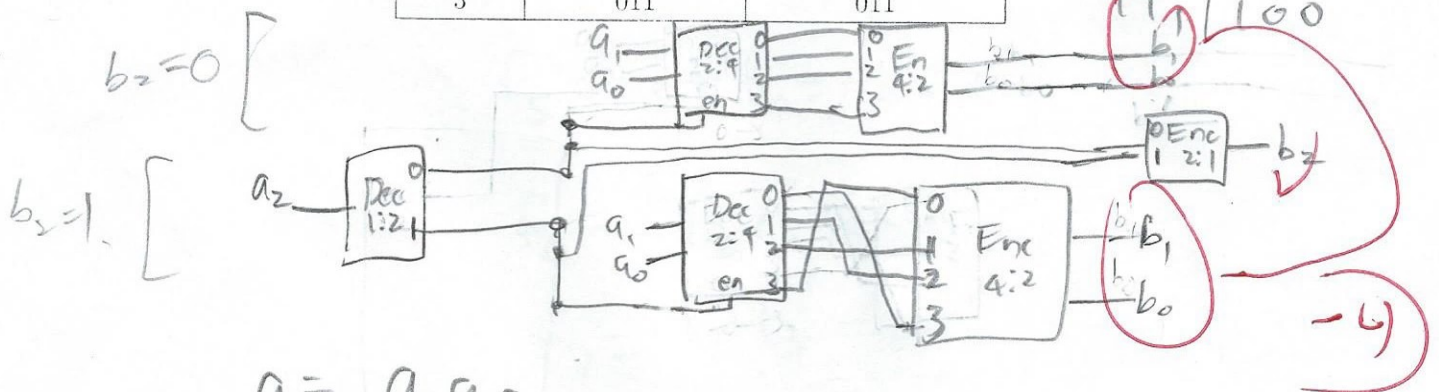 3 011 011
1 1 1 1 0 0
b₂=0 [ a₁ a₀ Dec 2:4 en 0 1 2 3 0 1 2 3 En 4:2 b₁ b₀ b₁ b₀
0 1 Enc 2:1 b₂
b₂=1. [ a₂ Dec 1:2 0 1 a₁ a₀ Dec 2:4 en 0 1 2 3 0 1 2 3 Enc 4:2 b₁ b₀
-4
a = a a